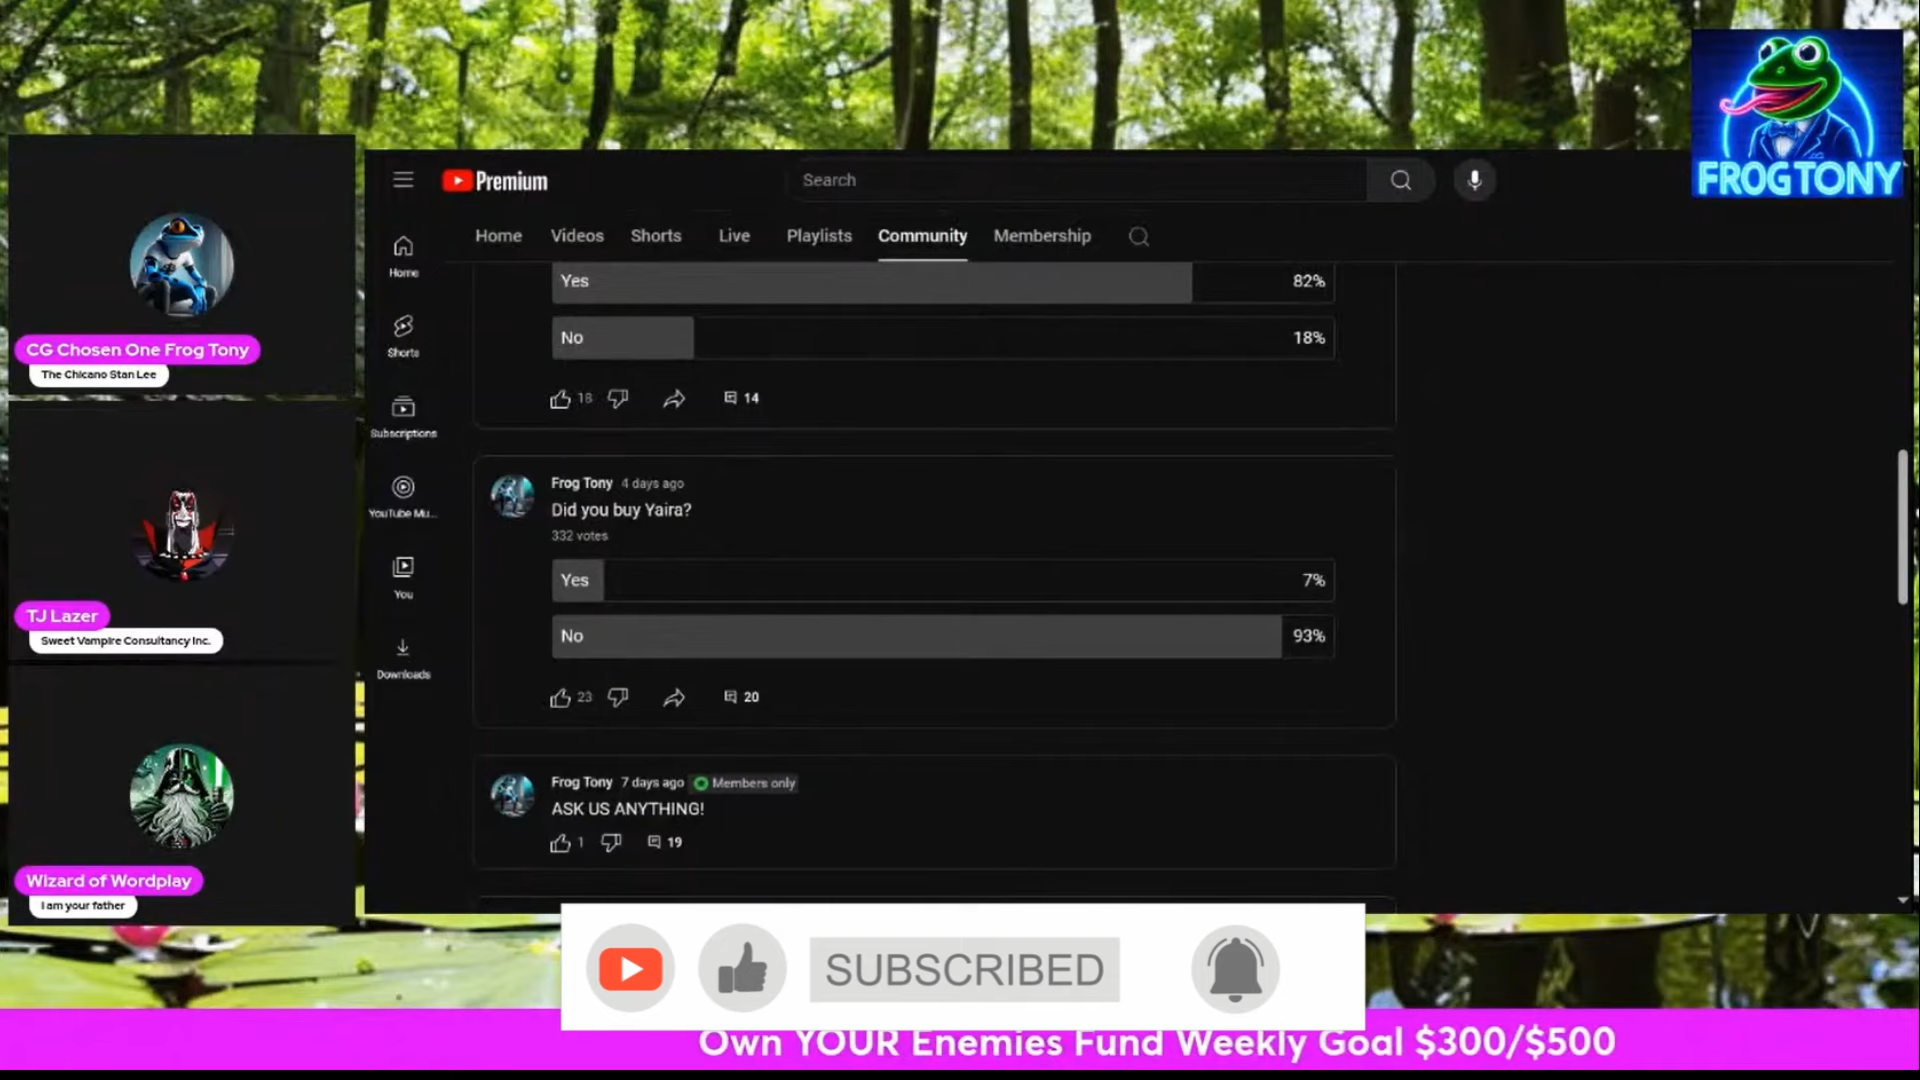 FROGTONY
Premium
Search
Home
Videos
Shorts
Live
Playlists
Community
Membership
Home
Shorts
Subscriptions
YouTube Mu...
You
Downloads
Yes
82%
No
18%
18
14
Frog Tony 4 days ago
Did you buy Yaira?
332 votes
Yes
7%
No
93%
23
20
Frog Tony 7 days ago Members only
ASK US ANYTHING!
1
19
CG Chosen One Frog Tony
The Chicano Stan Lee
TJ Lazer
Sweet Vampire Consultancy Inc.
Wizard of Wordplay
I am your father
SUBSCRIBED
Own YOUR Enemies Fund Weekly Goal $300/$500